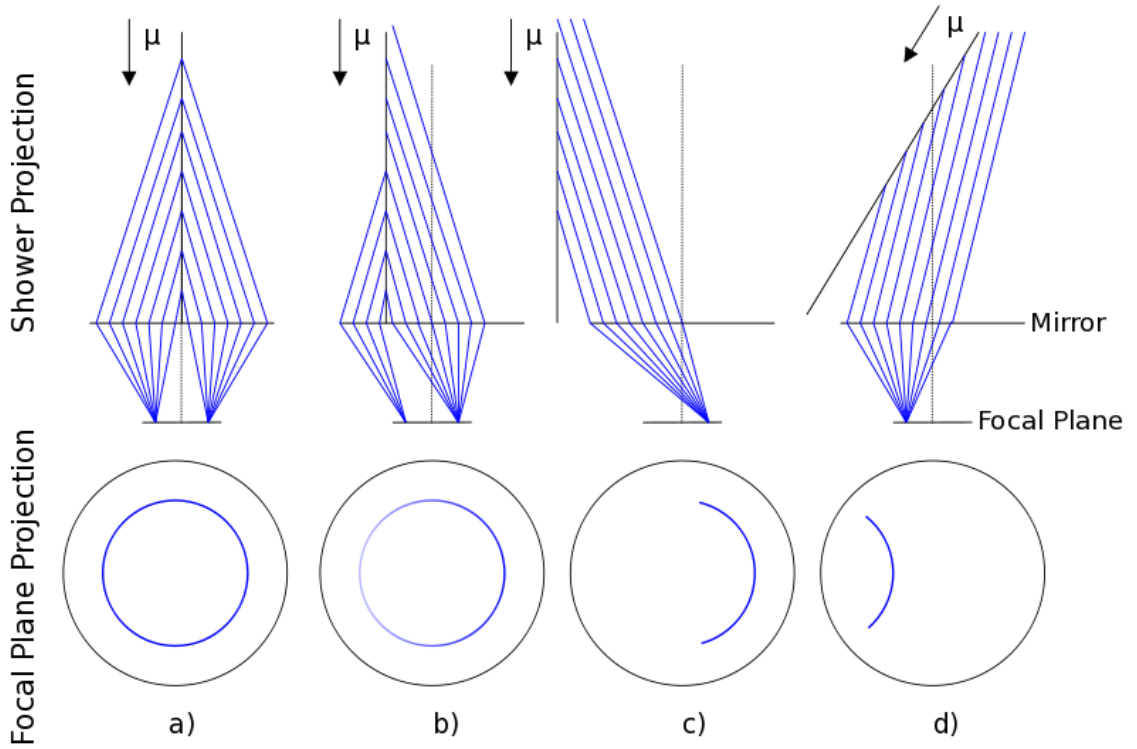 Shower Projection
μ
μ
μ
μ
Mirror
Focal Plane
Focal Plane Projection
a)
b)
c)
d)